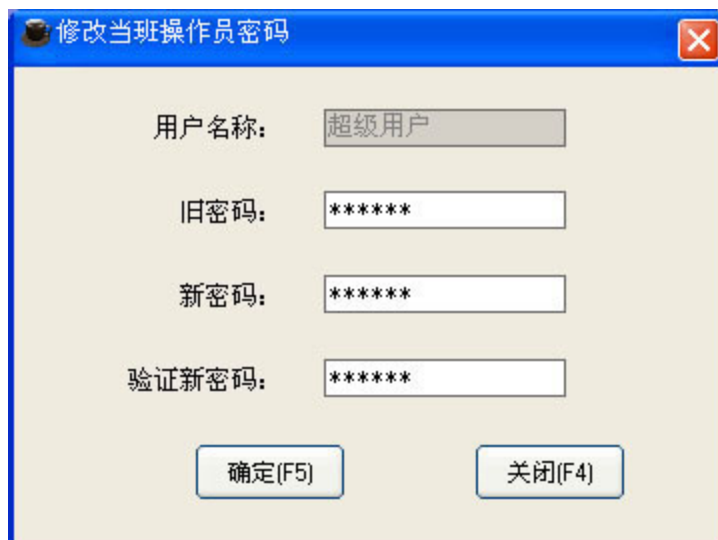 修改当班操作员密码
用户名称： 超级用户
旧密码： ******
新密码： ******
验证新密码： ******
确定(F5) 关闭(F4)